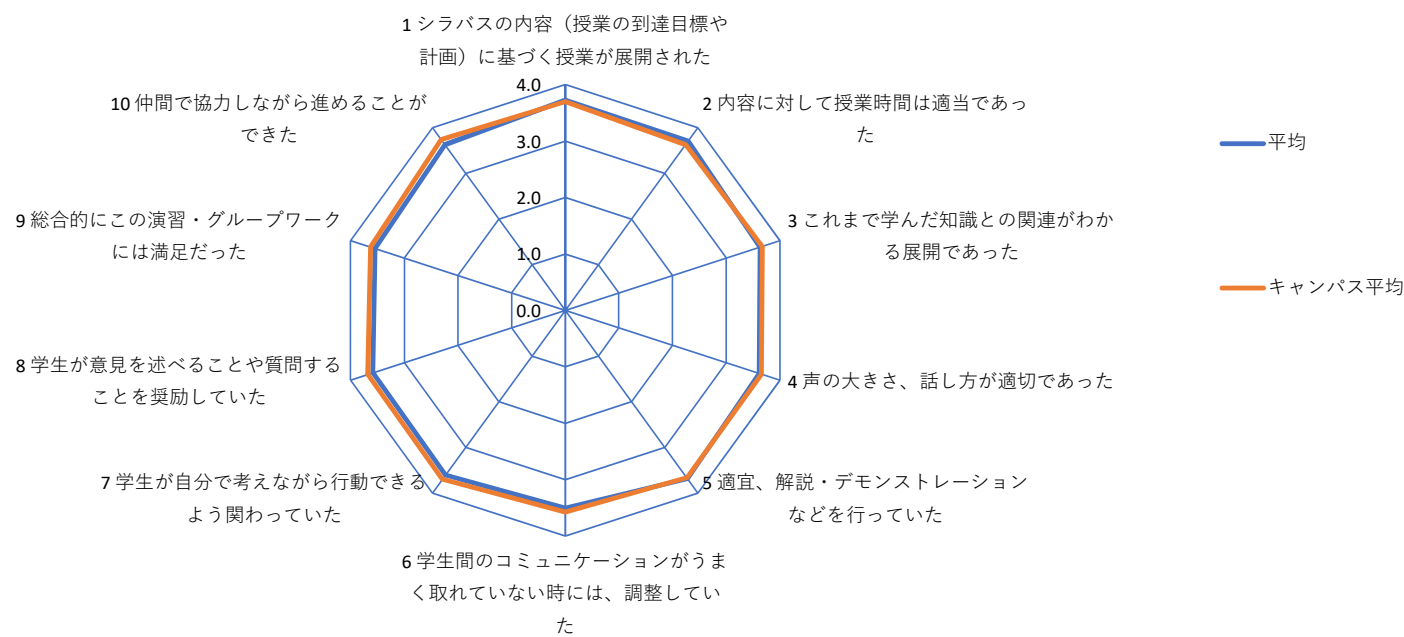 1 シラバスの内容（授業の到達目標や
計画）に基づく授業が展開された
2 内容に対して授業時間は適当であっ
た
3 これまで学んだ知識との関連がわか
る展開であった
4 声の大きさ、話し方が適切であった
5 適宜、解説・デモンストレーション
などを行っていた
6 学生間のコミュニケーションがうま
く取れていない時には、調整してい
た
7 学生が自分で考えながら行動できる
よう関わっていた
8 学生が意見を述べることや質問する
ことを奨励していた
9 総合的にこの演習・グループワーク
には満足だった
10 仲間で協力しながら進めることが
できた
4.0
3.0
2.0
1.0
0.0
平均
キャンパス平均